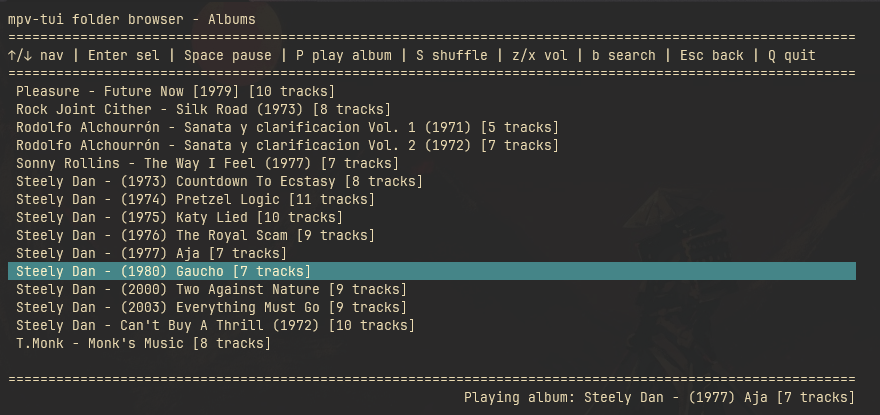 mpv-tui folder browser - Albums
==========================================================================================================
↑/↓ nav | Enter sel | Space pause | P play album | S shuffle | z/x vol | b search | Esc back | Q quit
==========================================================================================================
Pleasure - Future Now [1979] [10 tracks]
Rock Joint Cither - Silk Road (1973) [8 tracks]
Rodolfo Alchourrón - Sanata y clarificacion Vol. 1 (1971) [5 tracks]
Rodolfo Alchourrón - Sanata y clarificacion Vol. 2 (1972) [7 tracks]
Sonny Rollins - The Way I Feel (1977) [7 tracks]
Steely Dan - (1973) Countdown To Ecstasy [8 tracks]
Steely Dan - (1974) Pretzel Logic [11 tracks]
Steely Dan - (1975) Katy Lied [10 tracks]
Steely Dan - (1976) The Royal Scam [9 tracks]
Steely Dan - (1977) Aja [7 tracks]
Steely Dan - (1980) Gaucho [7 tracks]
Steely Dan - (2000) Two Against Nature [9 tracks]
Steely Dan - (2003) Everything Must Go [9 tracks]
Steely Dan - Can't Buy A Thrill (1972) [10 tracks]
T.Monk - Monk's Music [8 tracks]
==========================================================================================================
Playing album: Steely Dan - (1977) Aja [7 tracks]